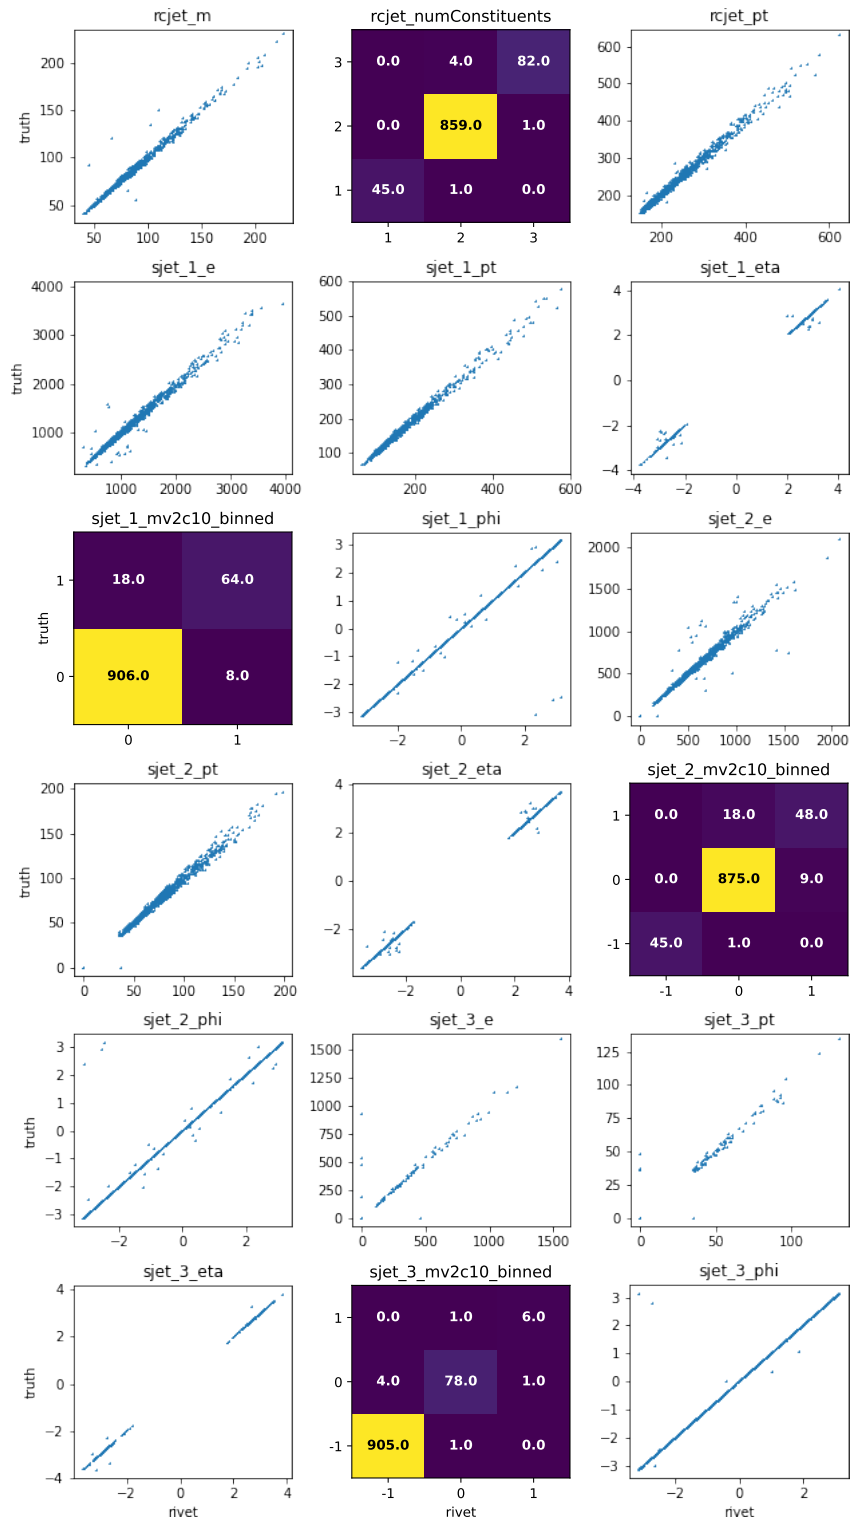 rcjet_m
rcjet_numConstituents
rcjet_pt
truth
200
150
100
50
50
100
150
200
3
2
1
0.0 4.0 82.0
0.0 859.0 1.0
45.0 1.0 0.0
1 2 3
600
500
400
300
200
200 400 600
sjet_1_e
sjet_1_pt
sjet_1_eta
truth
4000
3000
2000
1000
1000 2000 3000 4000
600
500
400
300
200
100
200 400 600
4
2
0
−2
−4
−4 −2 0 2 4
sjet_1_mv2c10_binned
sjet_1_phi
sjet_2_e
truth
1
0
18.0 64.0
906.0 8.0
0 1
3
2
1
0
−1
−2
−3
−2 0 2
2000
1500
1000
500
0
0 500 1000 1500 2000
sjet_2_pt
sjet_2_eta
sjet_2_mv2c10_binned
truth
200
150
100
50
0
0 50 100 150 200
4
2
0
−2
−2 0 2 4
1
0
-1
0.0 18.0 48.0
0.0 875.0 9.0
45.0 1.0 0.0
-1 0 1
sjet_2_phi
sjet_3_e
sjet_3_pt
truth
3
2
1
0
−1
−2
−3
−2 0 2
1500
1250
1000
750
500
250
0
0 500 1000 1500
125
100
75
50
25
0
0 50 100
sjet_3_eta
sjet_3_mv2c10_binned
sjet_3_phi
truth
4
2
0
−2
−4
−2 0 2 4
rivet
1
0
-1
0.0 1.0 6.0
4.0 78.0 1.0
905.0 1.0 0.0
-1 0 1
rivet
3
2
1
0
−1
−2
−3
−2 0 2
rivet